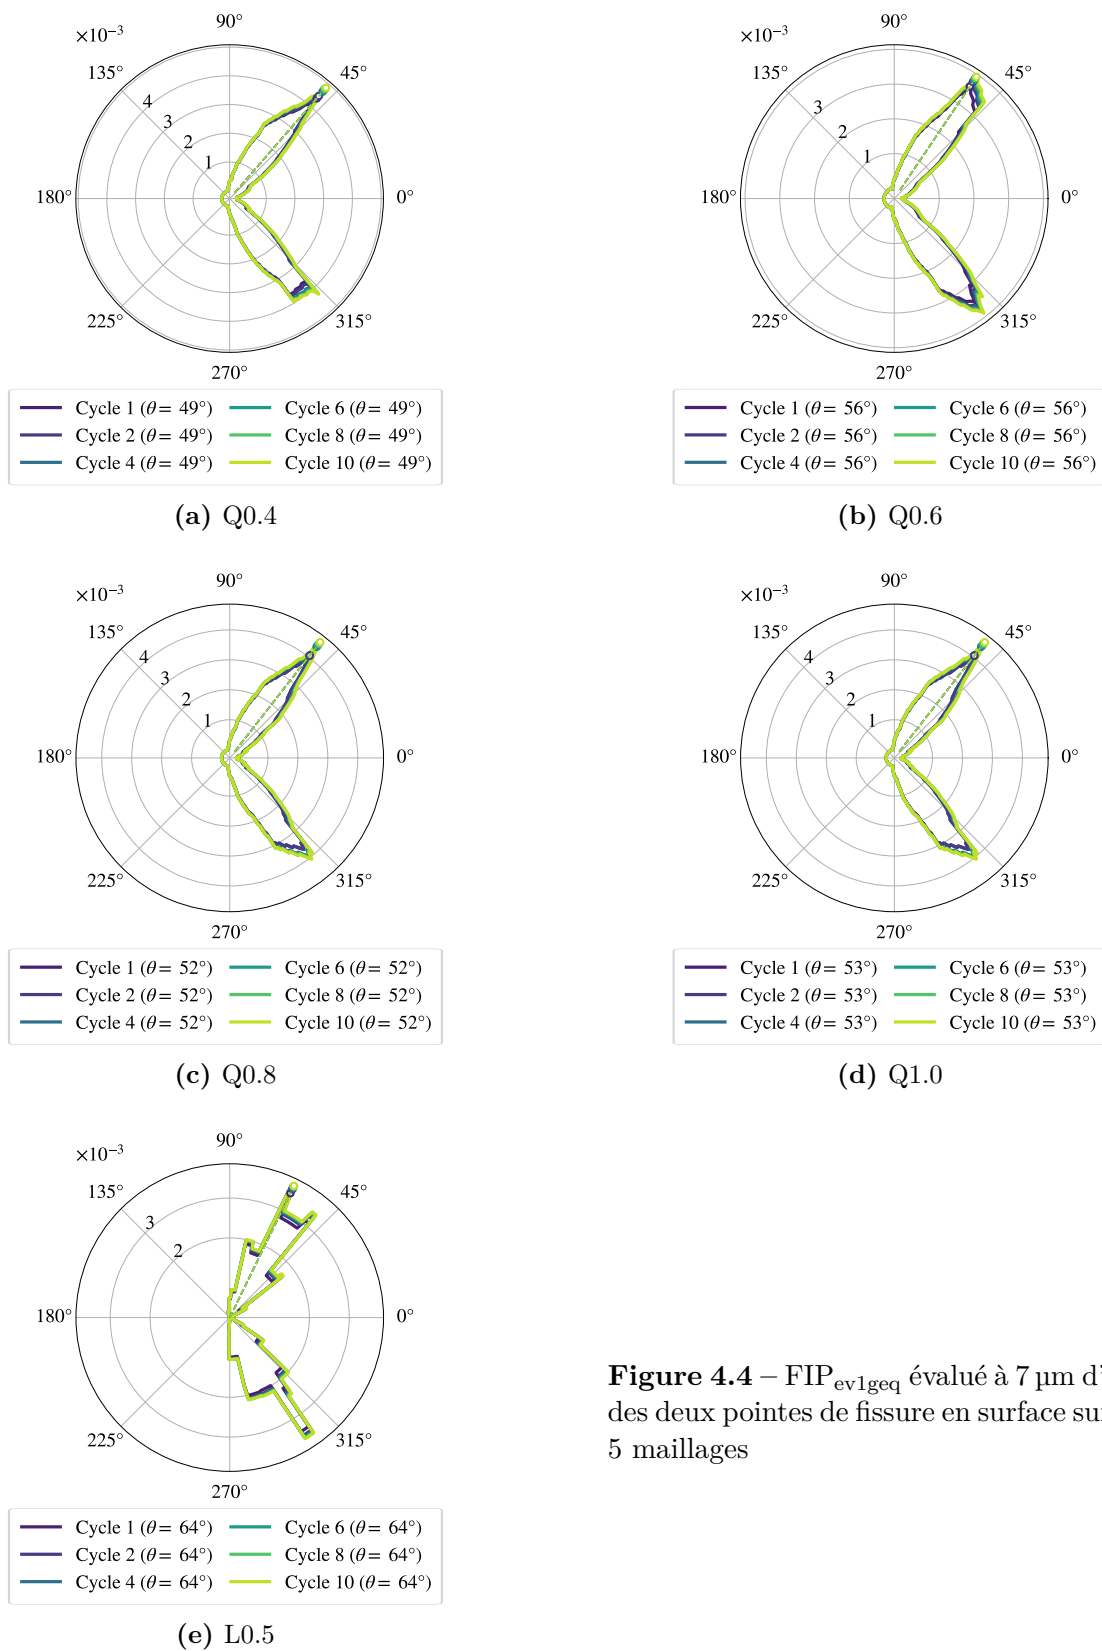 90°
×10⁻³
135°
45°
4
3
2
1
180°
0°
225°
315°
270°
Cycle 1 (θ= 49°)
Cycle 6 (θ= 49°)
Cycle 2 (θ= 49°)
Cycle 8 (θ= 49°)
Cycle 4 (θ= 49°)
Cycle 10 (θ= 49°)
(a) Q0.4
90°
×10⁻³
135°
45°
3
2
1
180°
0°
225°
315°
270°
Cycle 1 (θ= 56°)
Cycle 6 (θ= 56°)
Cycle 2 (θ= 56°)
Cycle 8 (θ= 56°)
Cycle 4 (θ= 56°)
Cycle 10 (θ= 56°)
(b) Q0.6
90°
×10⁻³
135°
45°
4
3
2
1
180°
0°
225°
315°
270°
Cycle 1 (θ= 52°)
Cycle 6 (θ= 52°)
Cycle 2 (θ= 52°)
Cycle 8 (θ= 52°)
Cycle 4 (θ= 52°)
Cycle 10 (θ= 52°)
(c) Q0.8
90°
×10⁻³
135°
45°
4
3
2
1
180°
0°
225°
315°
270°
Cycle 1 (θ= 53°)
Cycle 6 (θ= 53°)
Cycle 2 (θ= 53°)
Cycle 8 (θ= 53°)
Cycle 4 (θ= 53°)
Cycle 10 (θ= 53°)
(d) Q1.0
90°
×10⁻³
135°
45°
3
2
180°
0°
225°
315°
270°
Cycle 1 (θ= 64°)
Cycle 6 (θ= 64°)
Cycle 2 (θ= 64°)
Cycle 8 (θ= 64°)
Cycle 4 (θ= 64°)
Cycle 10 (θ= 64°)
(e) L0.5
Figure 4.4 – FIPev1geq évalué à 7 µm d'
des deux pointes de fissure en surface su
5 maillages